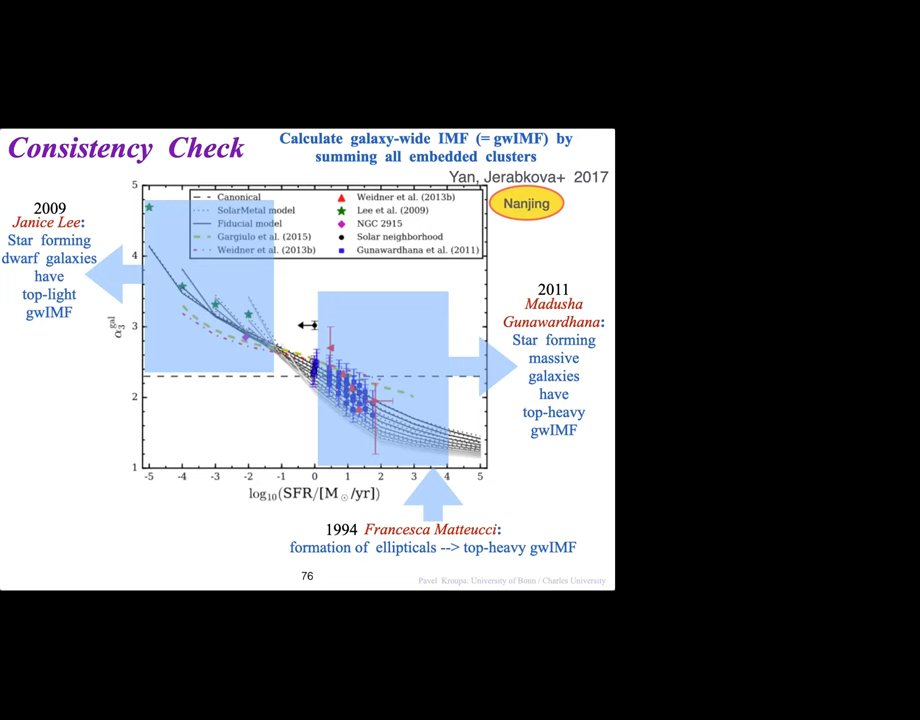 Consistency Check
Calculate galaxy-wide IMF (= gwIMF) by
summing all embedded clusters
Yan, Jerabkova+ 2017
Nanjing
2009
Janice Lee:
Star forming
dwarf galaxies
have
top-light
gwIMF
5
4
3
2
1
α₃^gal
Canonical
SolarMetal model
Fiducial model
Gargiulo et al. (2015)
Weidner et al. (2013b)
Weidner et al. (2013b)
Lee et al. (2009)
NGC 2915
Solar neighborhood
Gunawardhana et al. (2011)
-5 -4 -3 -2 -1 0 1 2 3 4 5
log₁₀(SFR/[M⊙/yr])
2011
Madusha
Gunawardhana:
Star forming
massive
galaxies
have
top-heavy
gwIMF
1994 Francesca Matteucci:
formation of ellipticals --> top-heavy gwIMF
76
Pavel Kroupa: University of Bonn / Charles University